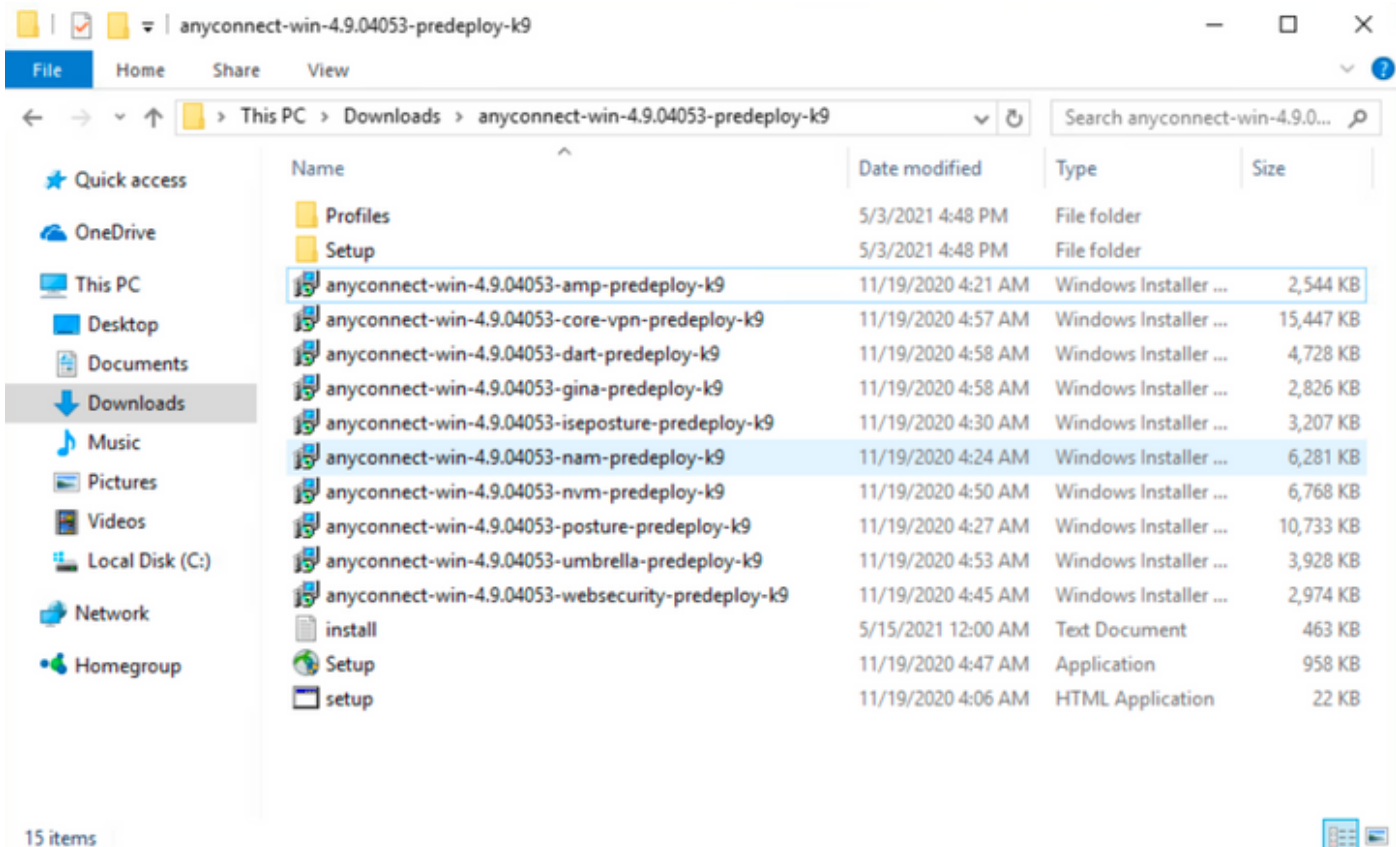 anyconnect-win-4.9.04053-predeploy-k9
File Home Share View
This PC > Downloads > anyconnect-win-4.9.04053-predeploy-k9 Search anyconnect-win-4.9.0...
Name Date modified Type Size
Quick access
OneDrive
This PC
Desktop
Documents
Downloads
Music
Pictures
Videos
Local Disk (C:)
Network
Homegroup
Profiles 5/3/2021 4:48 PM File folder
Setup 5/3/2021 4:48 PM File folder
anyconnect-win-4.9.04053-amp-predeploy-k9 11/19/2020 4:21 AM Windows Installer ... 2,544 KB
anyconnect-win-4.9.04053-core-vpn-predeploy-k9 11/19/2020 4:57 AM Windows Installer ... 15,447 KB
anyconnect-win-4.9.04053-dart-predeploy-k9 11/19/2020 4:58 AM Windows Installer ... 4,728 KB
anyconnect-win-4.9.04053-gina-predeploy-k9 11/19/2020 4:58 AM Windows Installer ... 2,826 KB
anyconnect-win-4.9.04053-iseposture-predeploy-k9 11/19/2020 4:30 AM Windows Installer ... 3,207 KB
anyconnect-win-4.9.04053-nam-predeploy-k9 11/19/2020 4:24 AM Windows Installer ... 6,281 KB
anyconnect-win-4.9.04053-nvm-predeploy-k9 11/19/2020 4:50 AM Windows Installer ... 6,768 KB
anyconnect-win-4.9.04053-posture-predeploy-k9 11/19/2020 4:27 AM Windows Installer ... 10,733 KB
anyconnect-win-4.9.04053-umbrella-predeploy-k9 11/19/2020 4:53 AM Windows Installer ... 3,928 KB
anyconnect-win-4.9.04053-websecurity-predeploy-k9 11/19/2020 4:45 AM Windows Installer ... 2,974 KB
install 5/15/2021 12:00 AM Text Document 463 KB
Setup 11/19/2020 4:47 AM Application 958 KB
setup 11/19/2020 4:06 AM HTML Application 22 KB
15 items